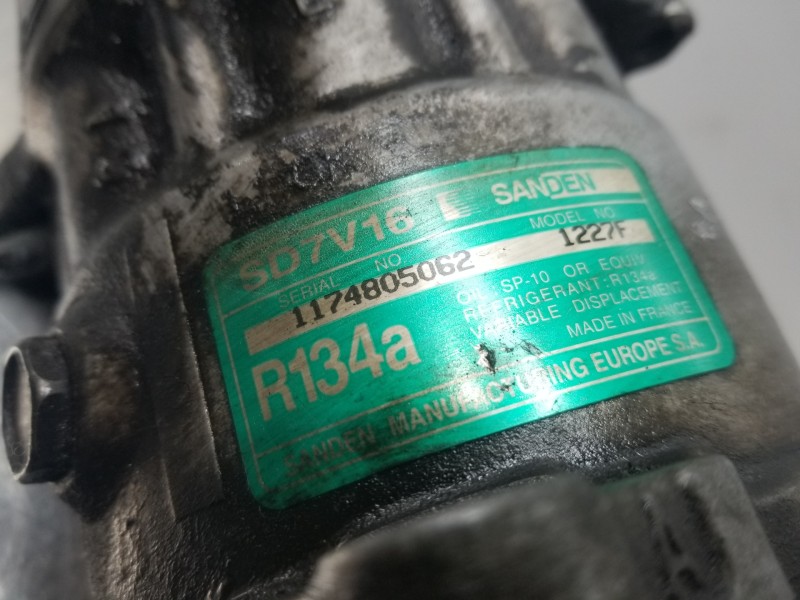 SD7V16 SANDEN
SERIAL NO MODEL NO
1174805062 1227F
R134a
OIL SP-10 OR EQUIV
REFRIGERANT:R134a
VARIABLE DISPLACEMENT
MADE IN FRANCE
SANDEN MANUFACTURING EUROPE S.A.